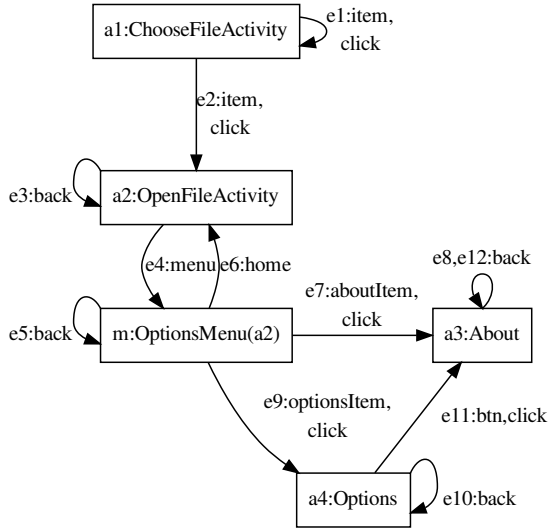 a1:ChooseFileActivity
e1:item,
click
e2:item,
click
e3:back
a2:OpenFileActivity
e4:menu
e6:home
e8,e12:back
e7:aboutItem,
click
e5:back
m:OptionsMenu(a2)
a3:About
e9:optionsItem,
click
e11:btn,click
a4:Options
e10:back